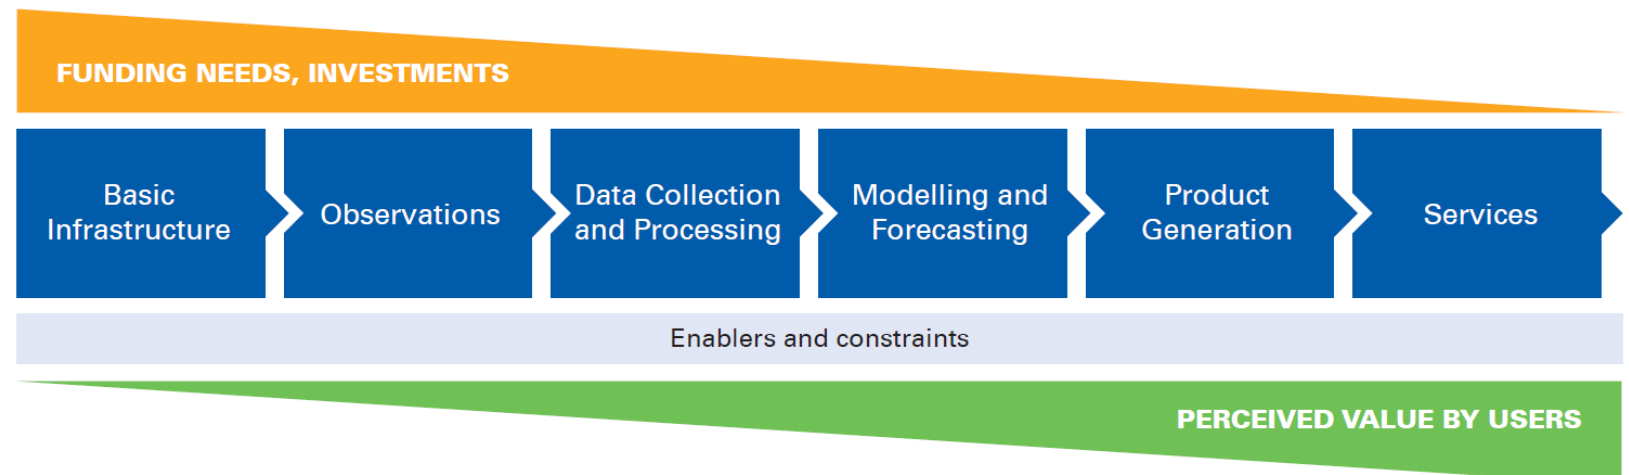 FUNDING NEEDS, INVESTMENTS
Basic
Infrastructure
Observations
Data Collection
and Processing
Modelling and
Forecasting
Product
Generation
Services
Enablers and constraints
PERCEIVED VALUE BY USERS